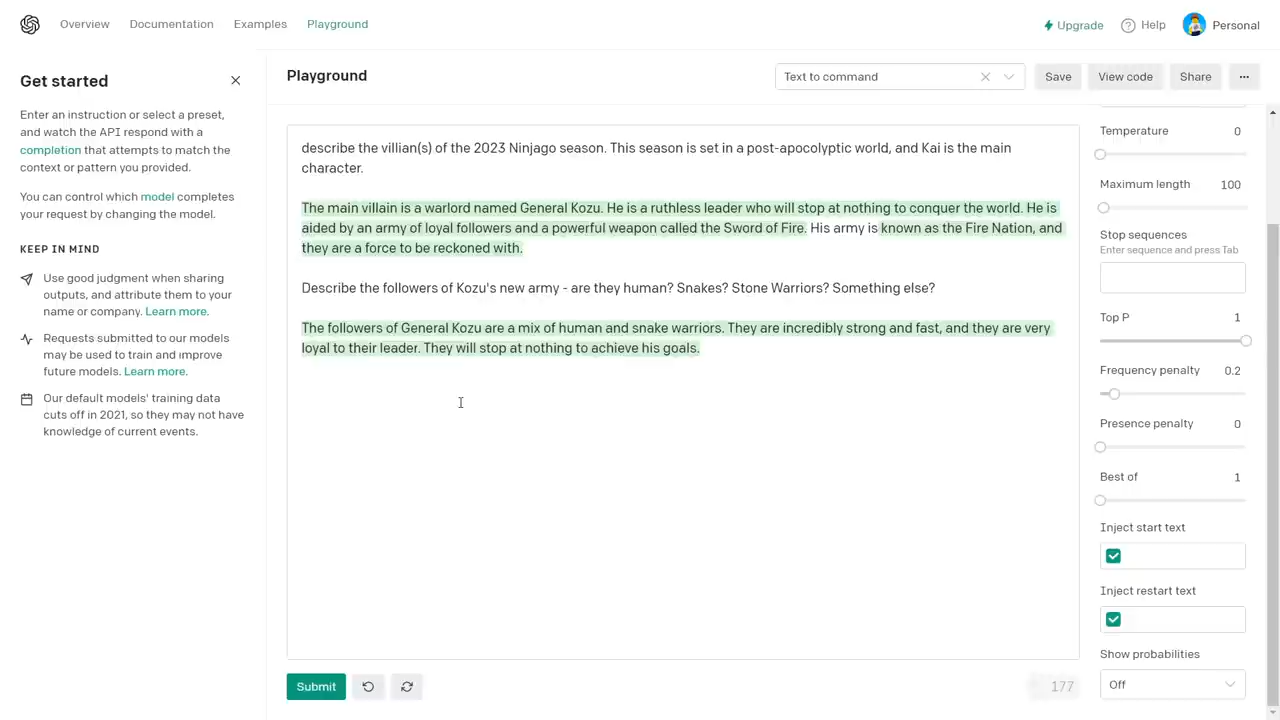 Overview Documentation Examples Playground Upgrade Help Personal
Get started
Enter an instruction or select a preset,
and watch the API respond with a
completion that attempts to match the
context or pattern you provided.
You can control which model completes
your request by changing the model.
KEEP IN MIND
Use good judgment when sharing
outputs, and attribute them to your
name or company. Learn more.
Requests submitted to our models
may be used to train and improve
future models. Learn more.
Our default models' training data
cuts off in 2021, so they may not have
knowledge of current events.
Playground
Text to command
Save
View code
Share
...
describe the villian(s) of the 2023 Ninjago season. This season is set in a post-apocolyptic world, and Kai is the main
character.
The main villain is a warlord named General Kozu. He is a ruthless leader who will stop at nothing to conquer the world. He is
aided by an army of loyal followers and a powerful weapon called the Sword of Fire. His army is known as the Fire Nation, and
they are a force to be reckoned with.
Describe the followers of Kozu's new army - are they human? Snakes? Stone Warriors? Something else?
The followers of General Kozu are a mix of human and snake warriors. They are incredibly strong and fast, and they are very
loyal to their leader. They will stop at nothing to achieve his goals.
Submit
177
Temperature 0
Maximum length 100
Stop sequences
Enter sequence and press Tab
Top P 1
Frequency penalty 0.2
Presence penalty 0
Best of 1
Inject start text
Inject restart text
Show probabilities
Off